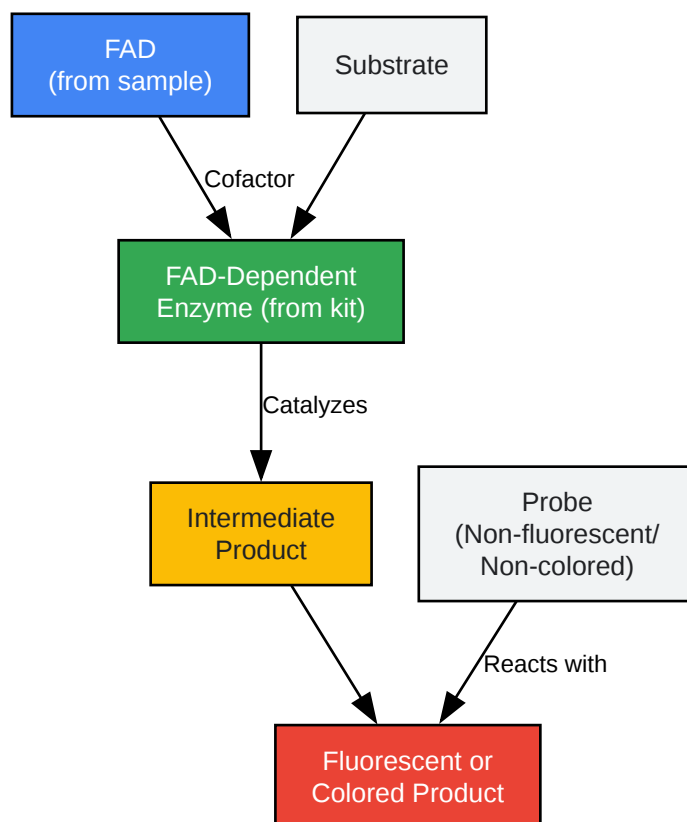 FAD
(from sample)
Substrate
Cofactor
FAD-Dependent
Enzyme (from kit)
Catalyzes
Intermediate
Product
Probe
(Non-fluorescent/
Non-colored)
Reacts with
Fluorescent or
Colored Product